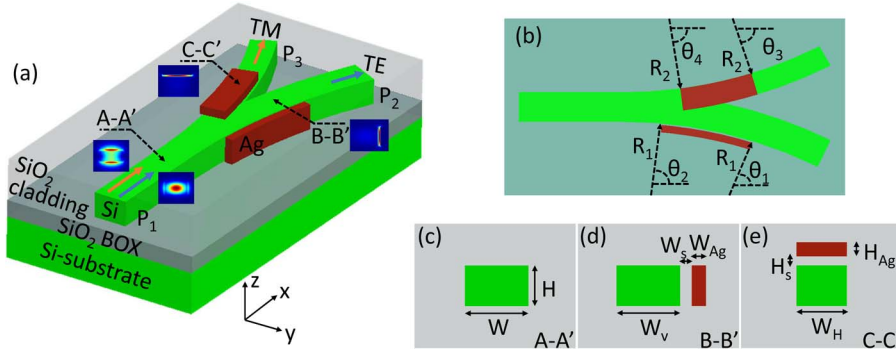 (a)
TM
C-C'
P3
TE
P2
A-A'
B-B'
Ag
Si
P1
SiO2
cladding
SiO2 BOX
Si-substrate
z
x
y
(b)
θ4
θ3
R2
R2
R1
R1
θ2
θ1
(c)
H
W
A-A'
(d)
Ws
WAg
Wv
B-B'
(e)
Hs
HAg
WH
C-C